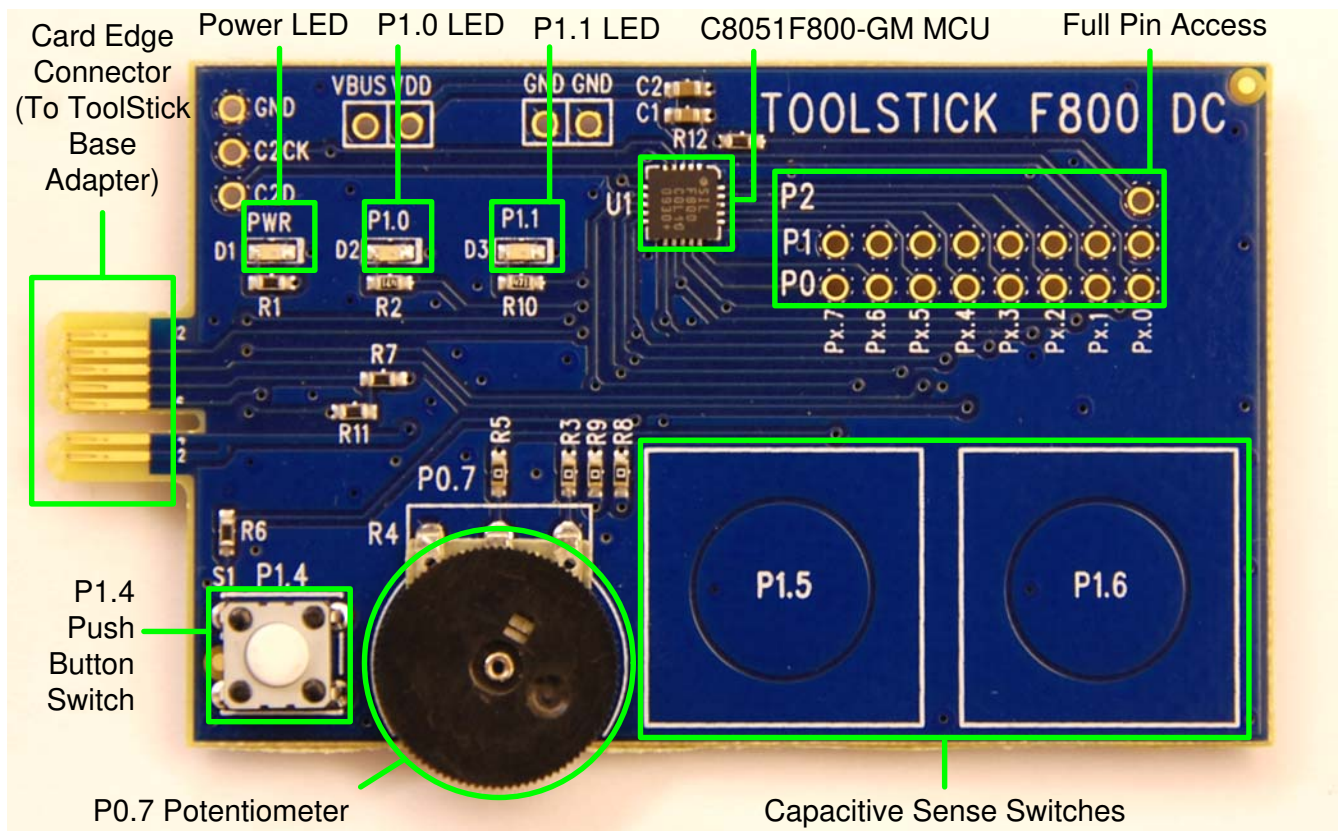 Card Edge
Connector
(To ToolStick
Base
Adapter)
Power LED
P1.0 LED
P1.1 LED
C8051F800-GM MCU
Full Pin Access
VBUS VDD
GND GND
C2
C1
R12
TOOLSTICK F800 DC
GND
C2CK
C2D
PWR
P1.0
P1.1
U1
SIL
F800
P2
P1
P0
D1
D2
D3
R1
R2
R10
Px.7
Px.6
Px.5
Px.4
Px.3
Px.2
Px.1
Px.0
2
R7
R11
2
R5
R3
R9
R8
P0.7
R6
R4
S1
P1.4
P1.5
P1.6
P1.4
Push
Button
Switch
P0.7 Potentiometer
Capacitive Sense Switches